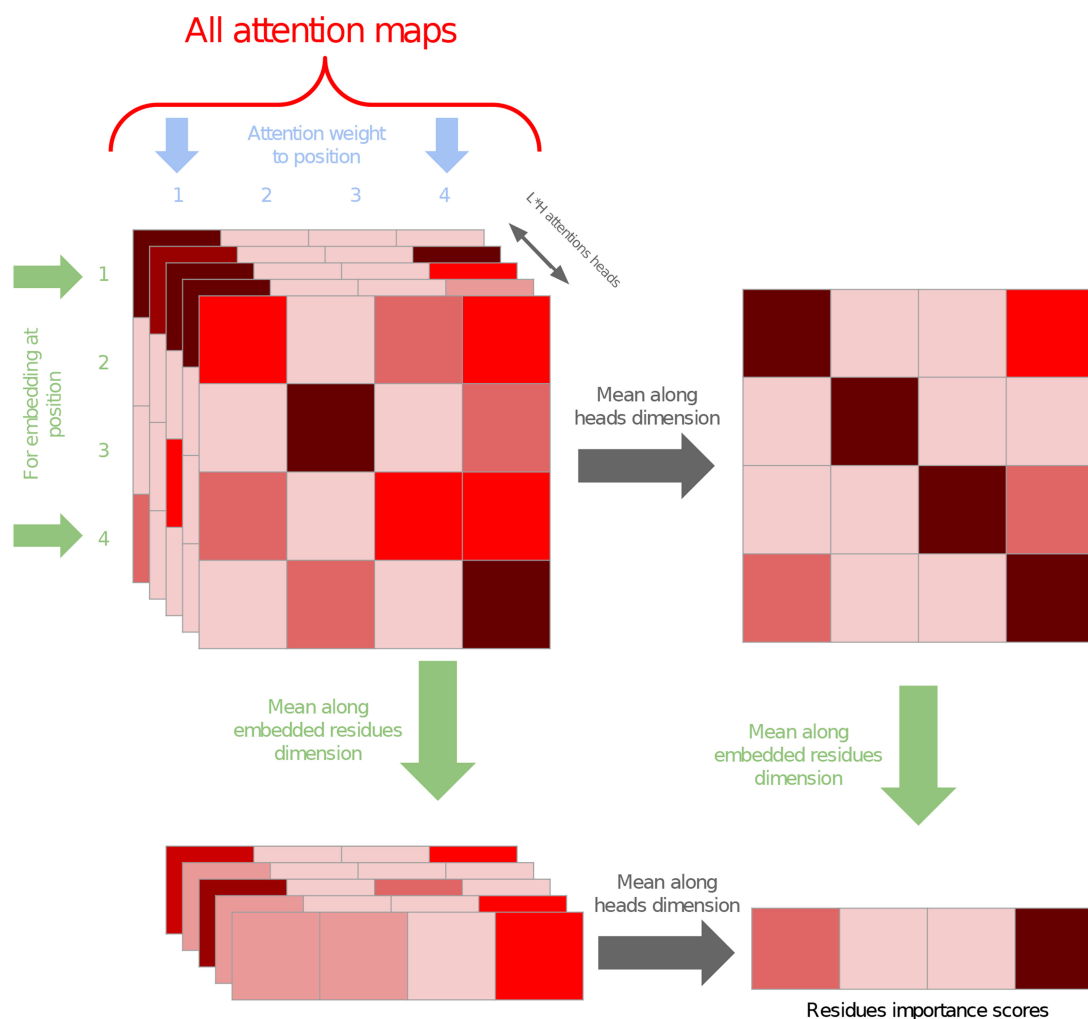 All attention maps
Attention weight
to position
1 2 3 4
L*H attentions heads
For embedding at
position
1
2
3
4
Mean along
heads dimension
Mean along
embedded residues
dimension
Mean along
embedded residues
dimension
Mean along
heads dimension
Residues importance scores